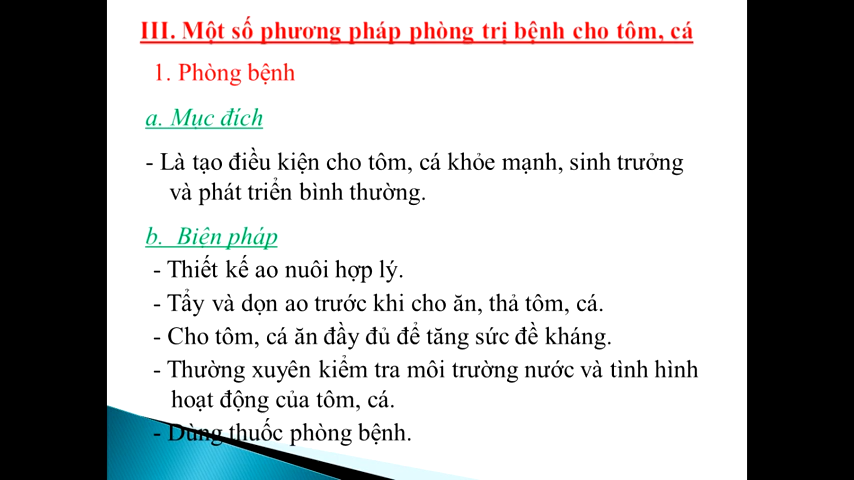 III. Một số phương pháp phòng trị bệnh cho tôm, cá
1. Phòng bệnh
a. Mục đích
- Là tạo điều kiện cho tôm, cá khỏe mạnh, sinh trưởng
và phát triển bình thường.
b. Biện pháp
- Thiết kế ao nuôi hợp lý.
- Tẩy và dọn ao trước khi cho ăn, thả tôm, cá.
- Cho tôm, cá ăn đầy đủ để tăng sức đề kháng.
- Thường xuyên kiểm tra môi trường nước và tình hình
hoạt động của tôm, cá.
- Dùng thuốc phòng bệnh.